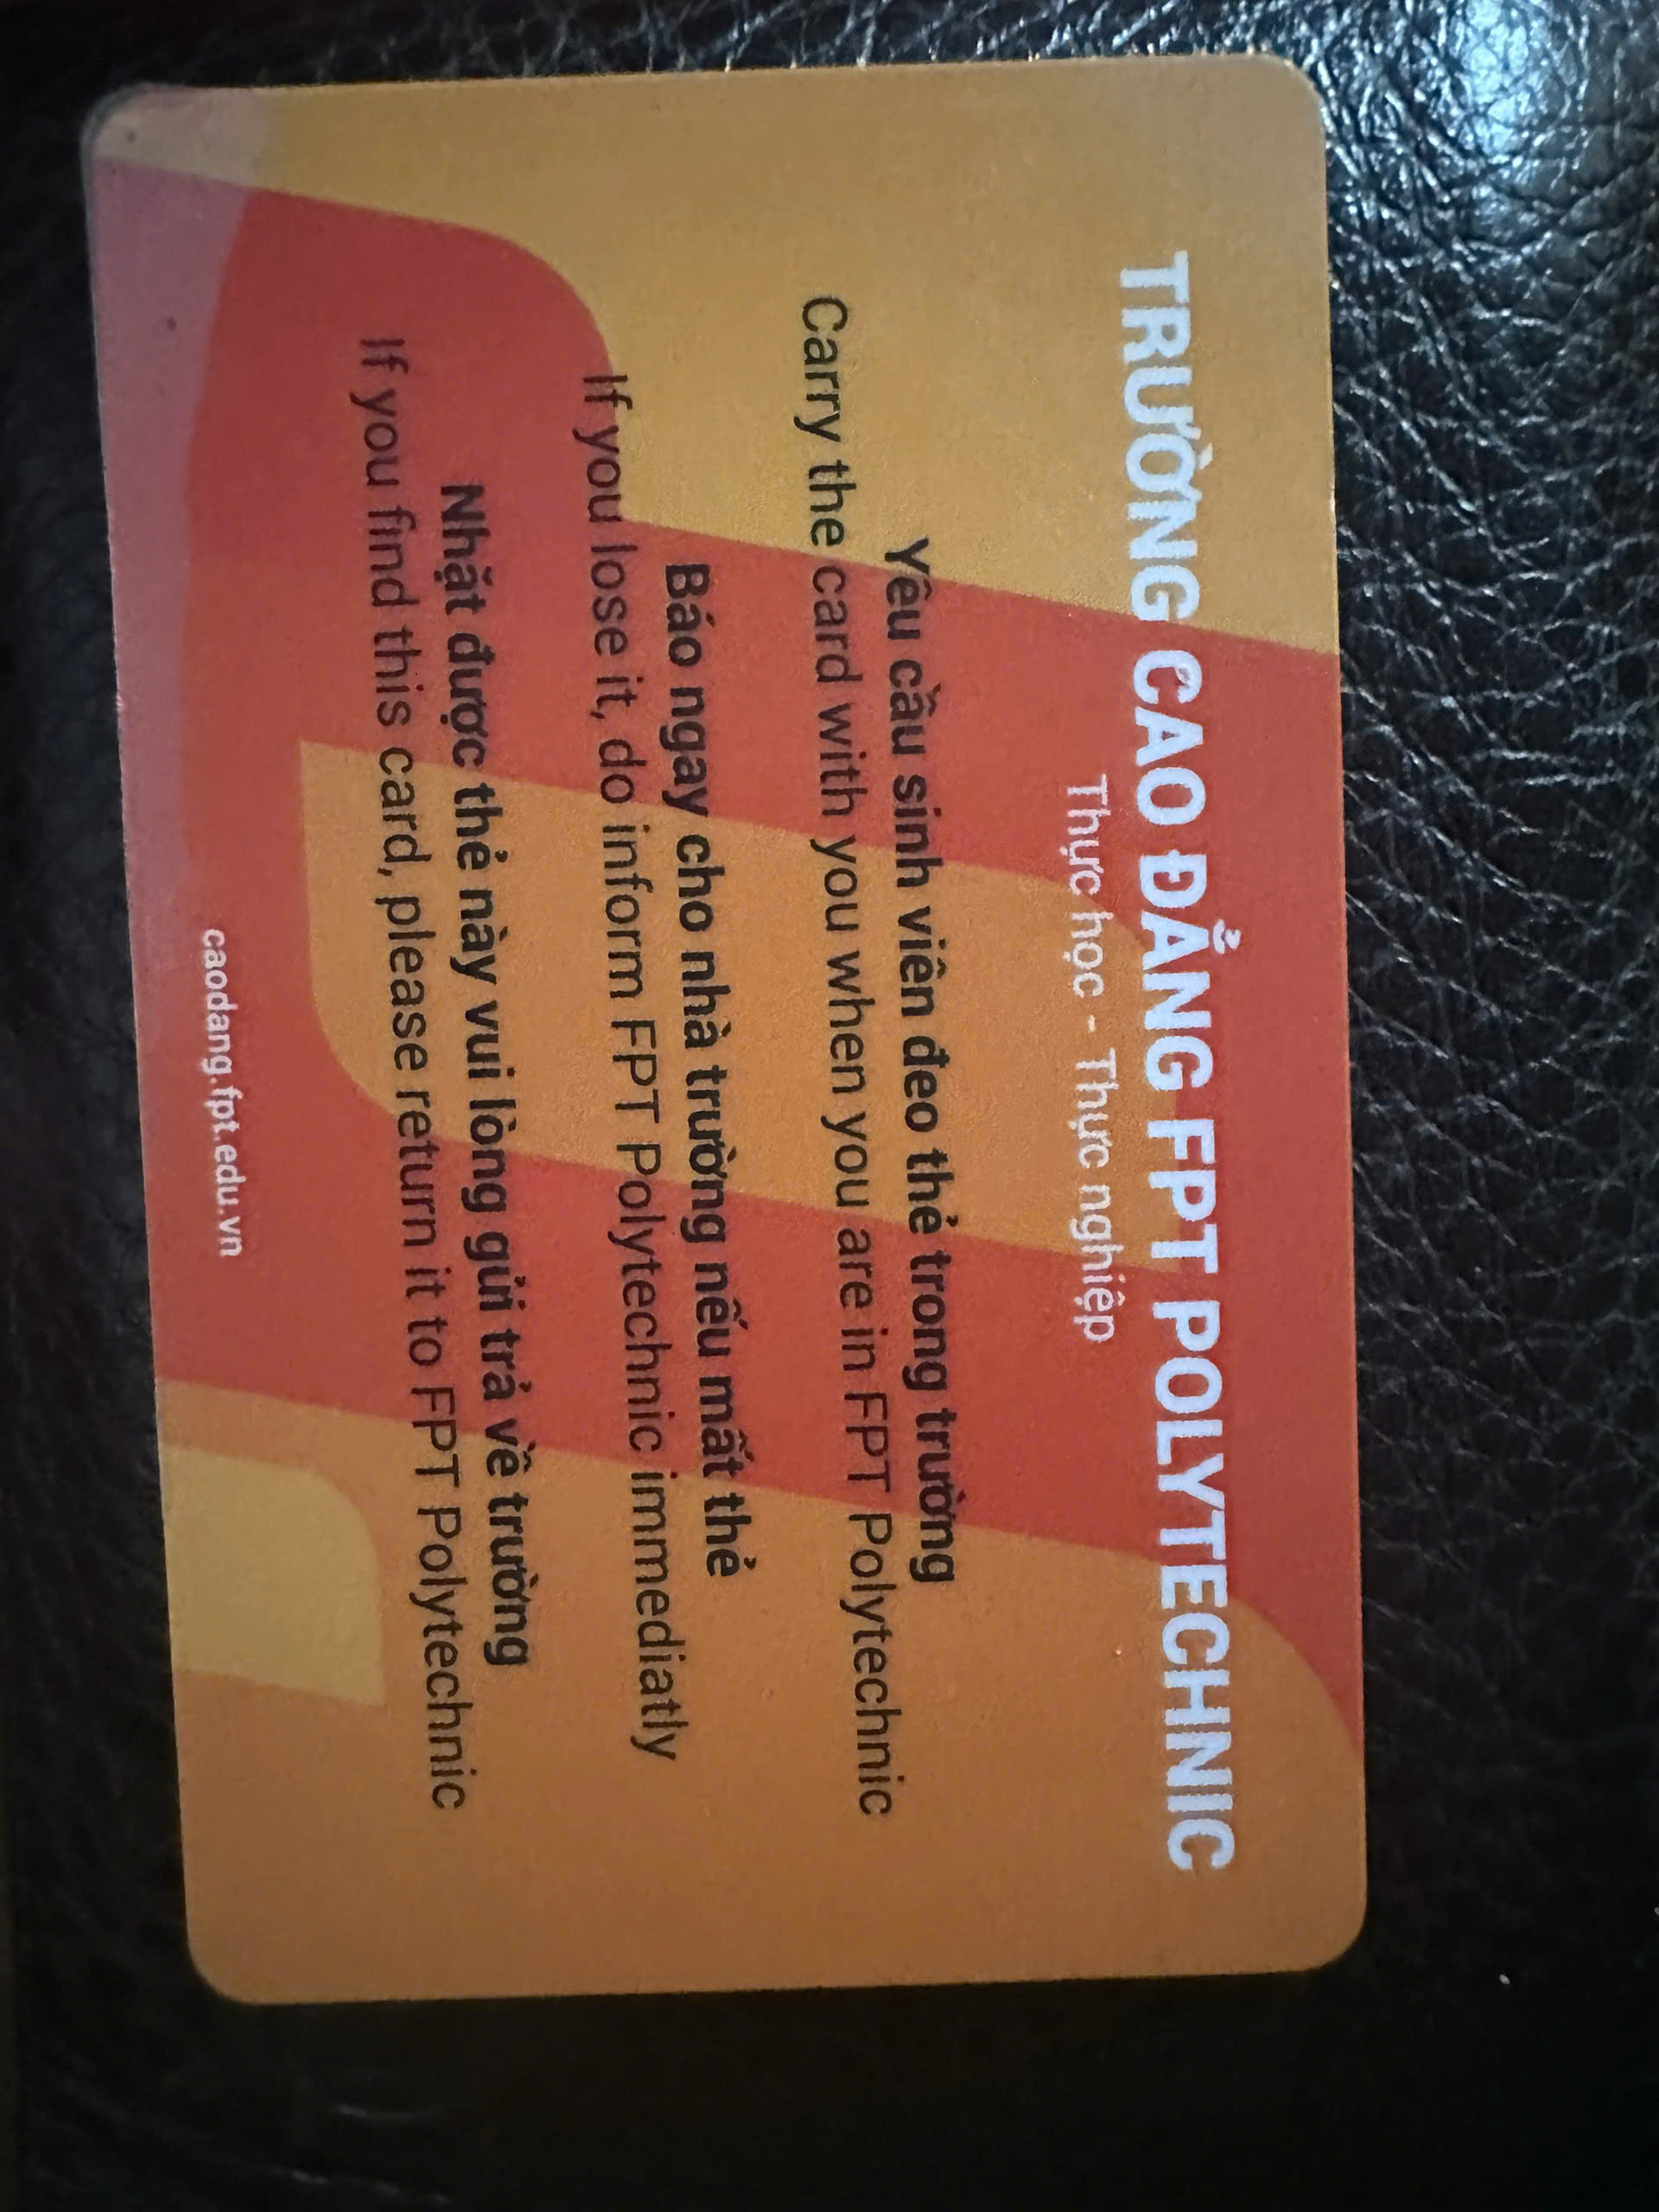 TRƯỜNG CAO ĐẲNG FPT POLYTECHNIC
Thực học - Thực nghiệp
Yêu cầu sinh viên đeo thẻ trong trường
Carry the card with you when you are in FPT Polytechnic
Báo ngay cho nhà trường nếu mất thẻ
If you lose it, do inform FPT Polytechnic immediatly
Nhặt được thẻ này vui lòng gửi trả về trường
If you find this card, please return it to FPT Polytechnic
caodang.fpt.edu.vn